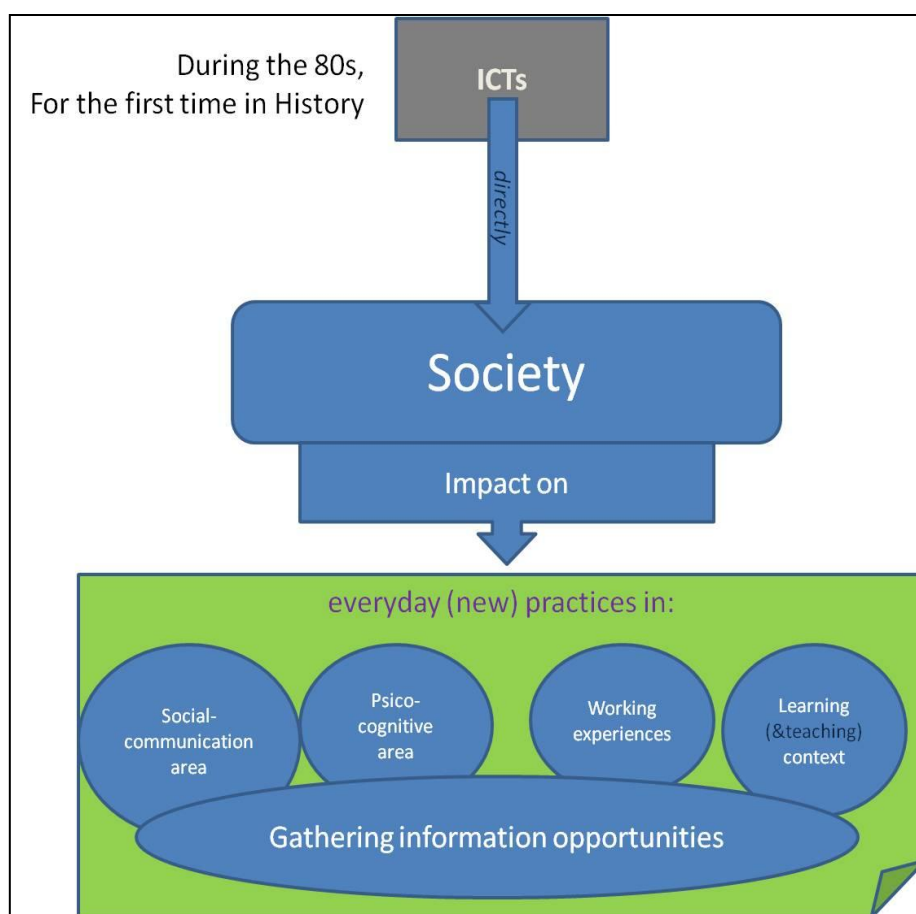 During the 80s,
For the first time in History
ICTs
directly
Society
Impact on
everyday (new) practices in:
Social-
communication
area
Psico-
cognitive
area
Working
experiences
Learning
(&teaching)
context
Gathering information opportunities